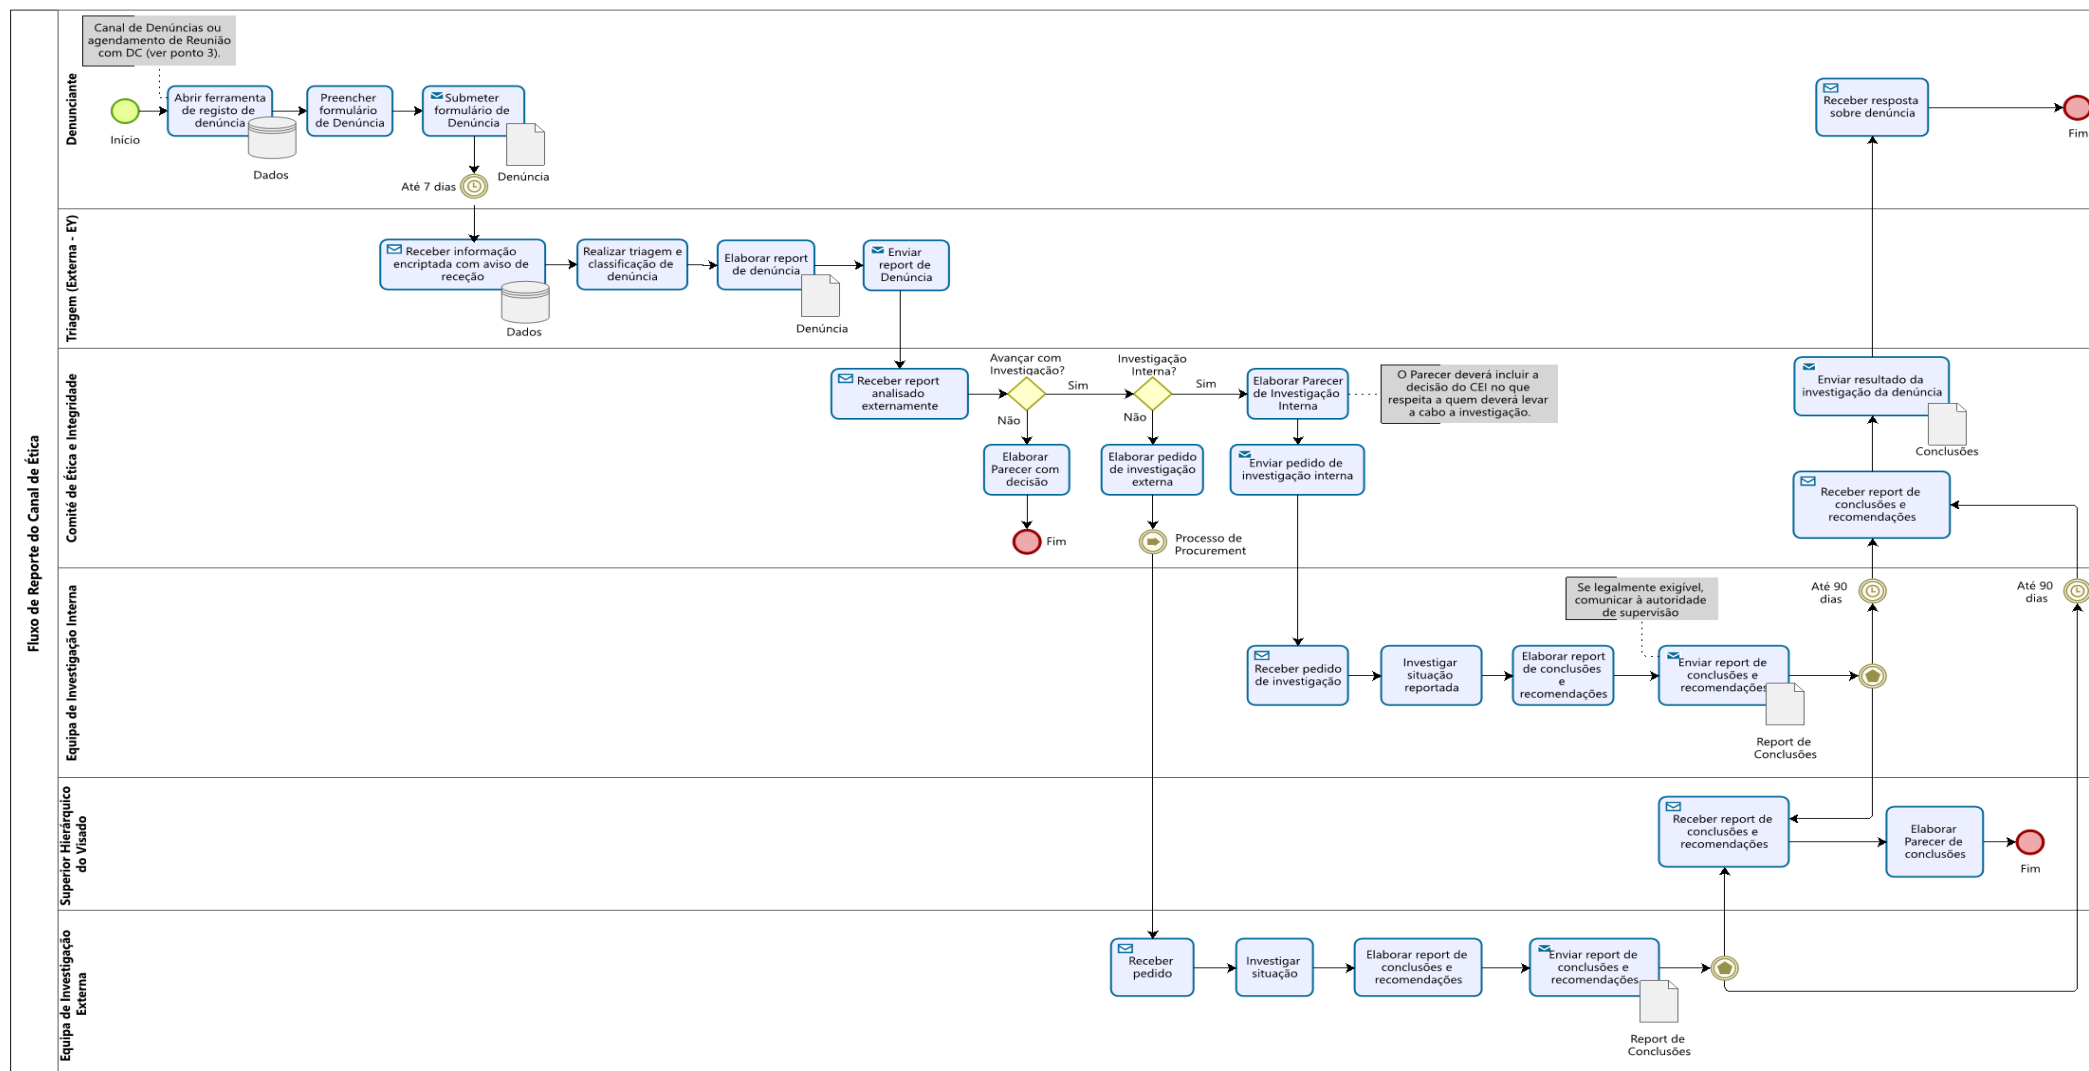 Fluxo de Reporte do Canal de Ética
Denunciante
Canal de Denúncias ou
agendamento de Reunião
com DC (ver ponto 3).
Início
Abrir ferramenta
de registo de
denúncia
Dados
Preencher
formulário
de Denúncia
Submeter
formulário de
Denúncia
Denúncia
Até 7 dias
Receber resposta
sobre denúncia
Fim
Triagem (Externa - EY)
Receber informação
encriptada com aviso de
receção
Dados
Realizar triagem e
classificação de
denúncia
Elaborar report
de denúncia
Denúncia
Enviar
report de
Denúncia
Comité de Ética e Integridade
Receber report
analisado
externamente
Avançar com
Investigação?
Sim
Não
Elaborar
Parecer com
decisão
Fim
Investigação
Interna?
Sim
Não
Elaborar pedido
de investigação
externa
Processo de
Procurement
Elaborar Parecer
de Investigação
Interna
O Parecer deverá incluir a
decisão do CEI no que
respeita a quem deverá levar
a cabo a investigação.
Enviar pedido de
investigação interna
Enviar resultado da
investigação da denúncia
Conclusões
Receber report de
conclusões e
recomendações
Equipa de Investigação Interna
Receber pedido
de investigação
Investigar
situação
reportada
Elaborar report
de conclusões
e
recomendações
Se legalmente exigível,
comunicar à autoridade
de supervisão
Enviar report de
conclusões e
recomendações
Report de
Conclusões
Até 90
dias
Até 90
dias
Superior Hierárquico
do Visado
Receber report de
conclusões e
recomendações
Elaborar
Parecer de
conclusões
Fim
Equipa de Investigação
Externa
Receber
pedido
Investigar
situação
Elaborar report de
conclusões e
recomendações
Enviar report de
conclusões e
recomendações
Report de
Conclusões